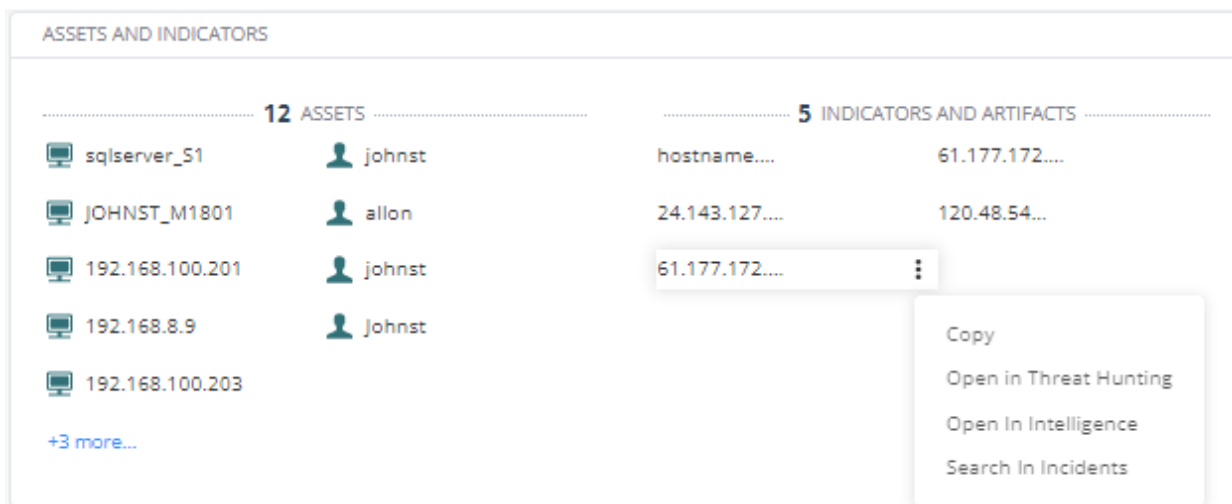 ASSETS AND INDICATORS
12 ASSETS
sqlserver_S1
JOHNST_M1801
192.168.100.201
192.168.8.9
192.168.100.203
+3 more...
johnst
allon
johnst
Johnst
5 INDICATORS AND ARTIFACTS
hostname....
24.143.127....
61.177.172....
61.177.172....
120.48.54...
Copy
Open in Threat Hunting
Open In Intelligence
Search In Incidents